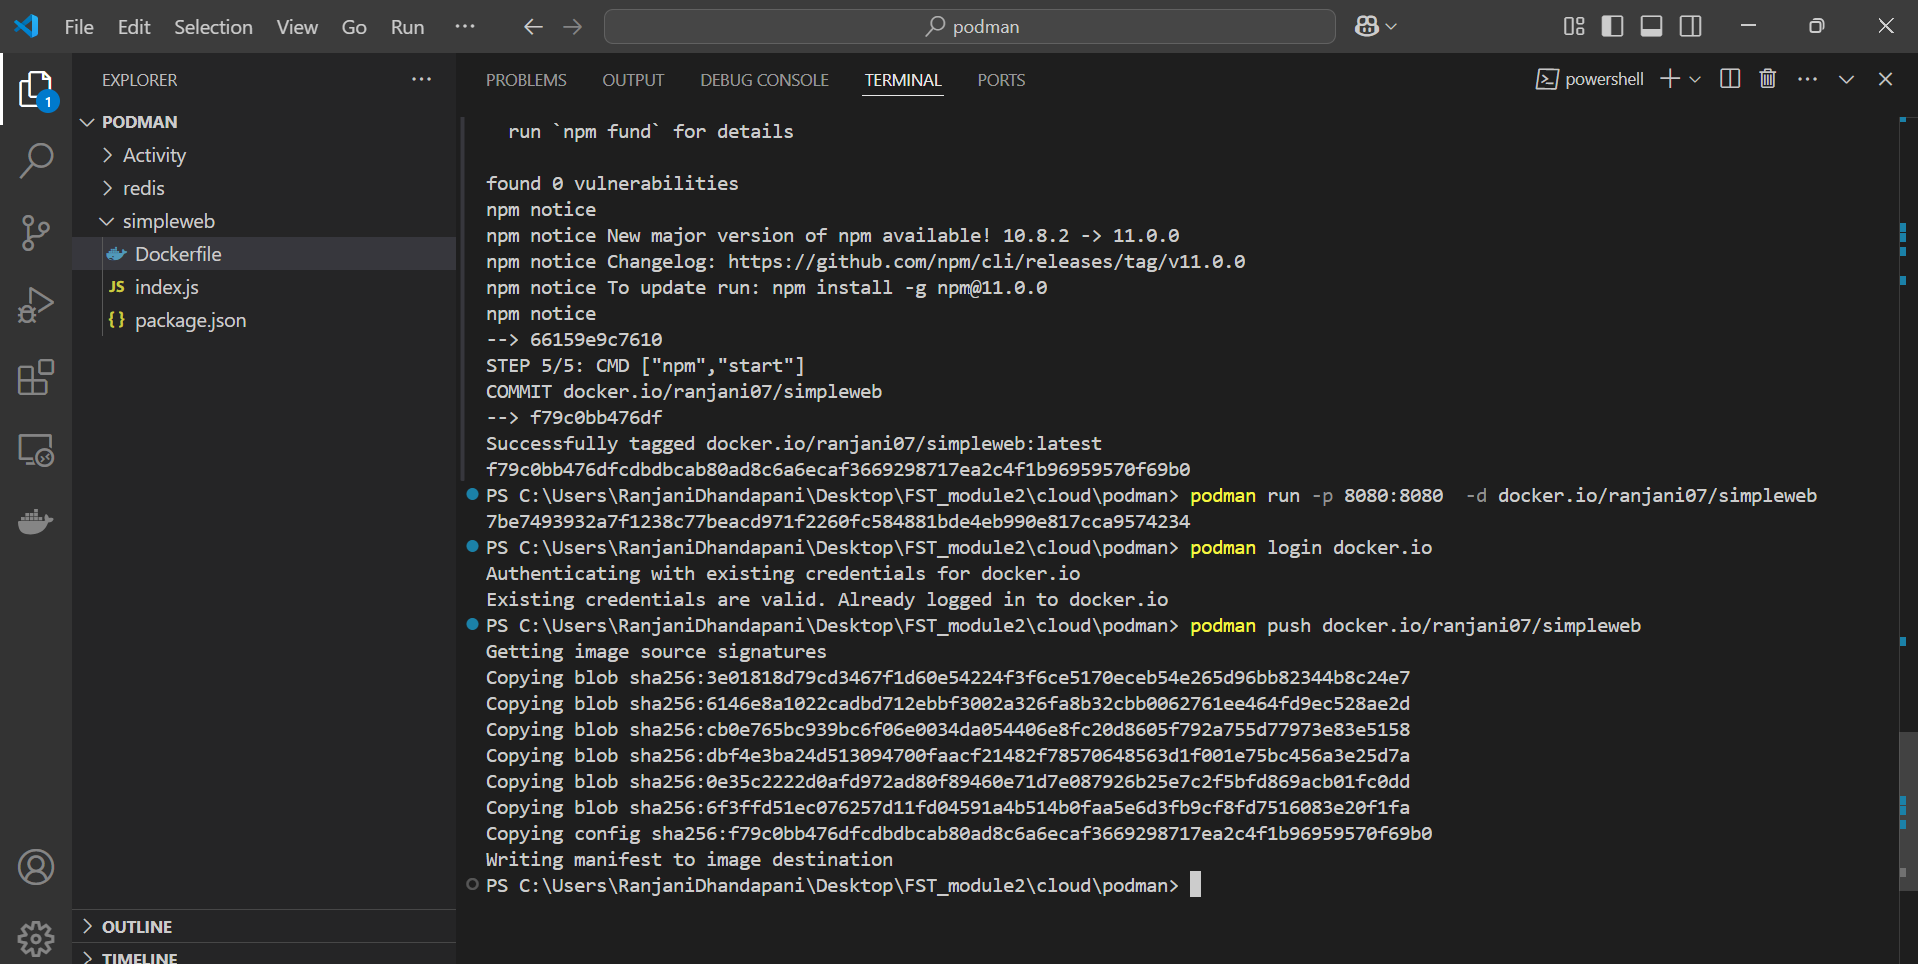 File Edit Selection View Go Run ··· podman
EXPLORER ···
PROBLEMS OUTPUT DEBUG CONSOLE TERMINAL PORTS powershell ···
1
PODMAN
Activity
redis
simpleweb
Dockerfile
JS index.js
{} package.json
OUTLINE
TIMELINE
run `npm fund` for details
found 0 vulnerabilities
npm notice
npm notice New major version of npm available! 10.8.2 -> 11.0.0
npm notice Changelog: https://github.com/npm/cli/releases/tag/v11.0.0
npm notice To update run: npm install -g npm@11.0.0
npm notice
--> 66159e9c7610
STEP 5/5: CMD ["npm","start"]
COMMIT docker.io/ranjani07/simpleweb
--> f79c0bb476df
Successfully tagged docker.io/ranjani07/simpleweb:latest
f79c0bb476dfcdbdbcab80ad8c6a6ecaf3669298717ea2c4f1b96959570f69b0
PS C:\Users\RanjaniDhandapani\Desktop\FST_module2\cloud\podman> podman run -p 8080:8080  -d docker.io/ranjani07/simpleweb
7be7493932a7f1238c77beacd971f2260fc584881bde4eb990e817cca9574234
PS C:\Users\RanjaniDhandapani\Desktop\FST_module2\cloud\podman> podman login docker.io
Authenticating with existing credentials for docker.io
Existing credentials are valid. Already logged in to docker.io
PS C:\Users\RanjaniDhandapani\Desktop\FST_module2\cloud\podman> podman push docker.io/ranjani07/simpleweb
Getting image source signatures
Copying blob sha256:3e01818d79cd3467f1d60e54224f3f6ce5170eceb54e265d96bb82344b8c24e7
Copying blob sha256:6146e8a1022cadbd712ebbf3002a326fa8b32cbb0062761ee464fd9ec528ae2d
Copying blob sha256:cb0e765bc939bc6f06e0034da054406e8fc20d8605f792a755d77973e83e5158
Copying blob sha256:dbf4e3ba24d513094700faacf21482f78570648563d1f001e75bc456a3e25d7a
Copying blob sha256:0e35c2222d0afd972ad80f89460e71d7e087926b25e7c2f5bfd869acb01fc0dd
Copying blob sha256:6f3ffd51ec076257d11fd04591a4b514b0faa5e6d3fb9cf8fd7516083e20f1fa
Copying config sha256:f79c0bb476dfcdbdbcab80ad8c6a6ecaf3669298717ea2c4f1b96959570f69b0
Writing manifest to image destination
PS C:\Users\RanjaniDhandapani\Desktop\FST_module2\cloud\podman>